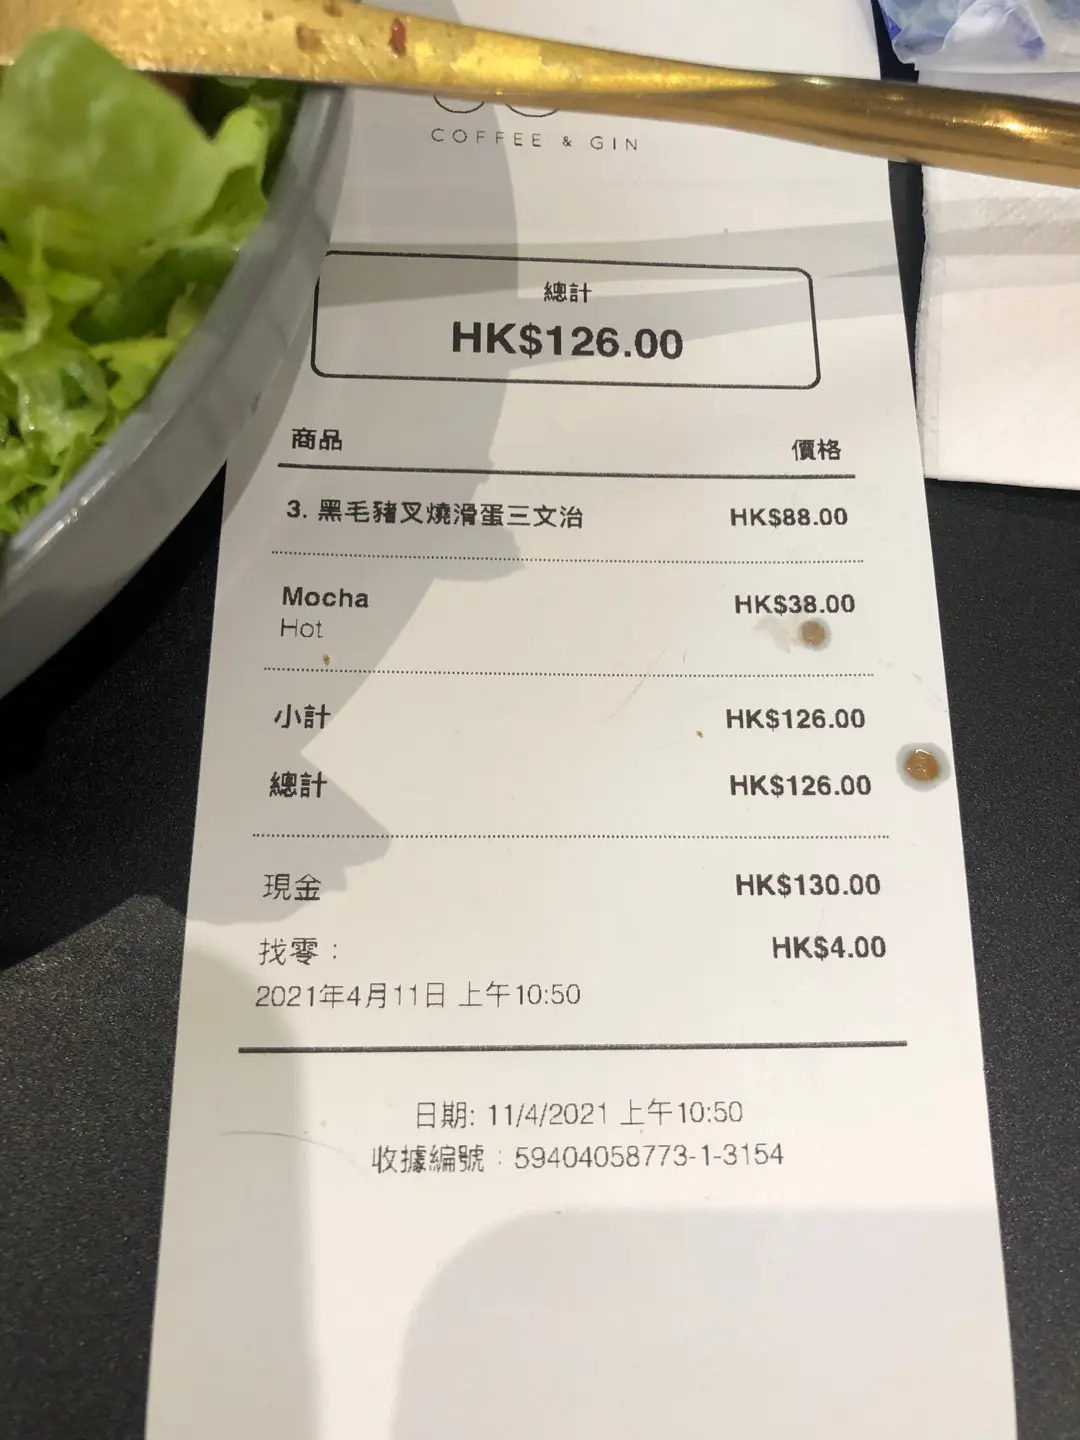 COFFEE & GIN
總計
HK$126.00
商品 價格
3. 黑毛豬叉燒滑蛋三文治 HK$88.00
Mocha HK$38.00
Hot
小計 HK$126.00
總計 HK$126.00
現金 HK$130.00
找零： HK$4.00
2021年4月11日 上午10:50
日期: 11/4/2021 上午10:50
收據編號：59404058773-1-3154